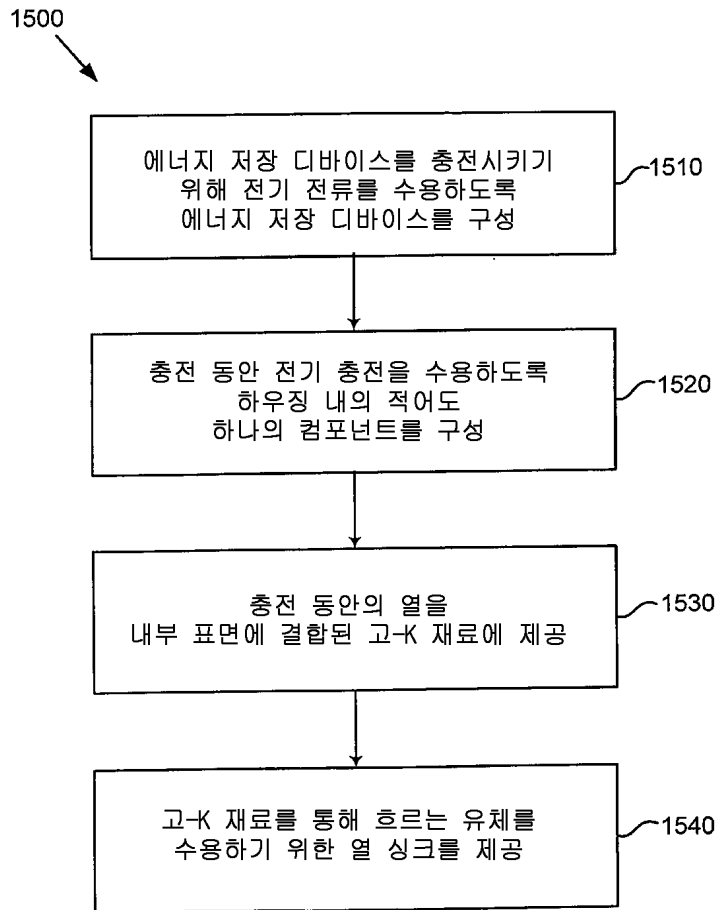 1500
에너지 저장 디바이스를 충전시키기
위해 전기 전류를 수용하도록
에너지 저장 디바이스를 구성
1510
충전 동안 전기 충전을 수용하도록
하우징 내의 적어도
하나의 컴포넌트를 구성
1520
충전 동안의 열을
내부 표면에 결합된 고-K 재료에 제공
1530
고-K 재료를 통해 흐르는 유체를
수용하기 위한 열 싱크를 제공
1540